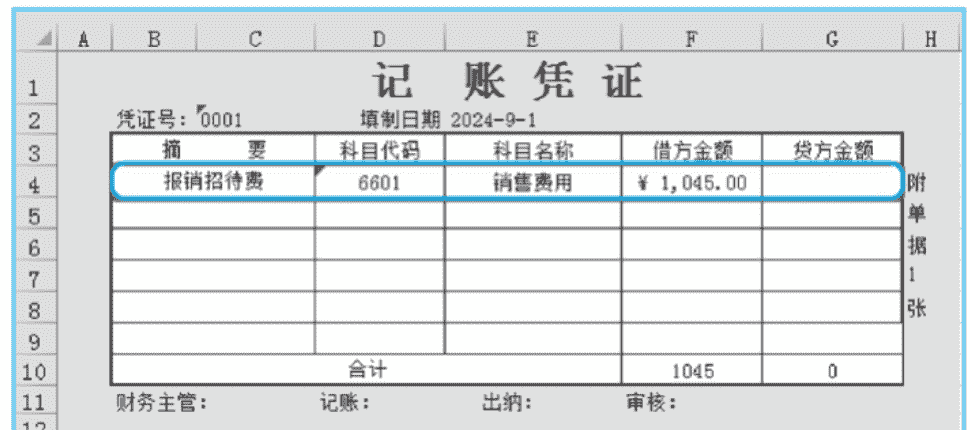 A B C D E F G H
1 记 账 凭 证
2 凭证号: 0001 填制日期 2024-9-1
3 摘 要 科目代码 科目名称 借方金额 贷方金额
4 报销招待费 6601 销售费用 ¥ 1,045.00 附
5 单
6 据
7 1
8 张
9
10 合计 1045 0
11 财务主管: 记账: 出纳: 审核:
12